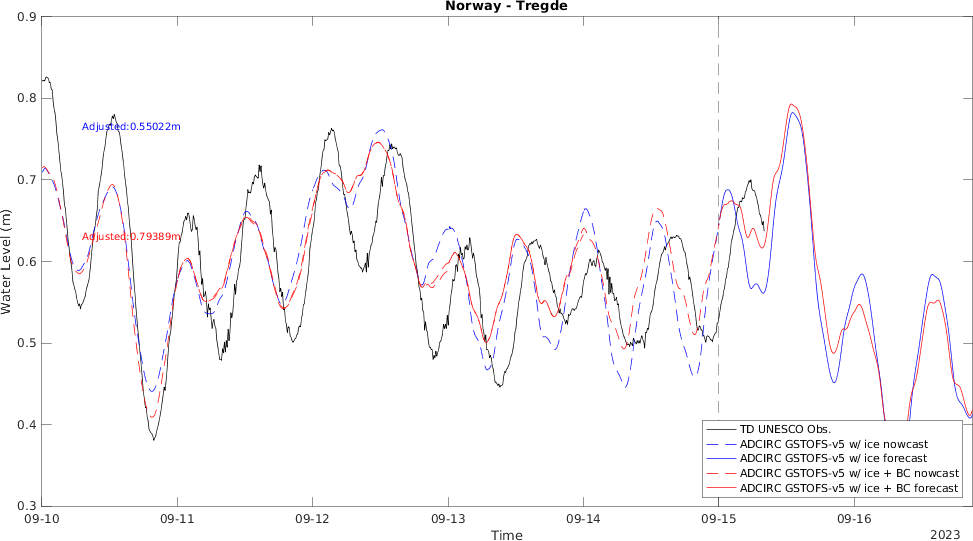 Norway - Tregde
0.9
0.8
0.7
0.6
0.5
0.4
0.3
Water Level (m)
Adjusted:0.55022m
Adjusted:0.79389m
TD UNESCO Obs.
ADCIRC GSTOFS-v5 w/ ice nowcast
ADCIRC GSTOFS-v5 w/ ice forecast
ADCIRC GSTOFS-v5 w/ ice + BC nowcast
ADCIRC GSTOFS-v5 w/ ice + BC forecast
09-10 09-11 09-12 09-13 09-14 09-15 09-16
Time
2023